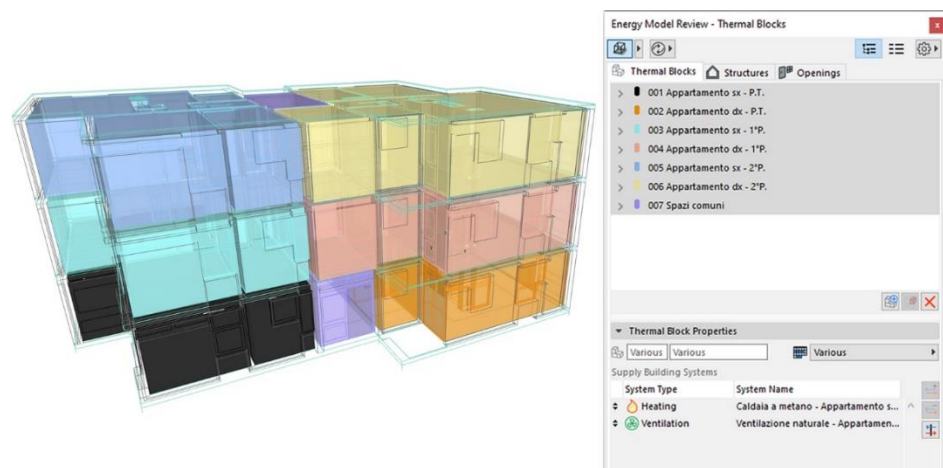 Energy Model Review - Thermal Blocks
Thermal Blocks Structures Openings
001 Appartamento sx - P.T.
002 Appartamento dx - P.T.
003 Appartamento sx - 1°P.
004 Appartamento dx - 1°P.
005 Appartamento sx - 2°P.
006 Appartamento dx - 2°P.
007 Spazi comuni
Thermal Block Properties
Various Various Various
Supply Building Systems
System Type System Name
Heating Caldaia a metano - Appartamento s...
Ventilation Ventilazione naturale - Appartamen...